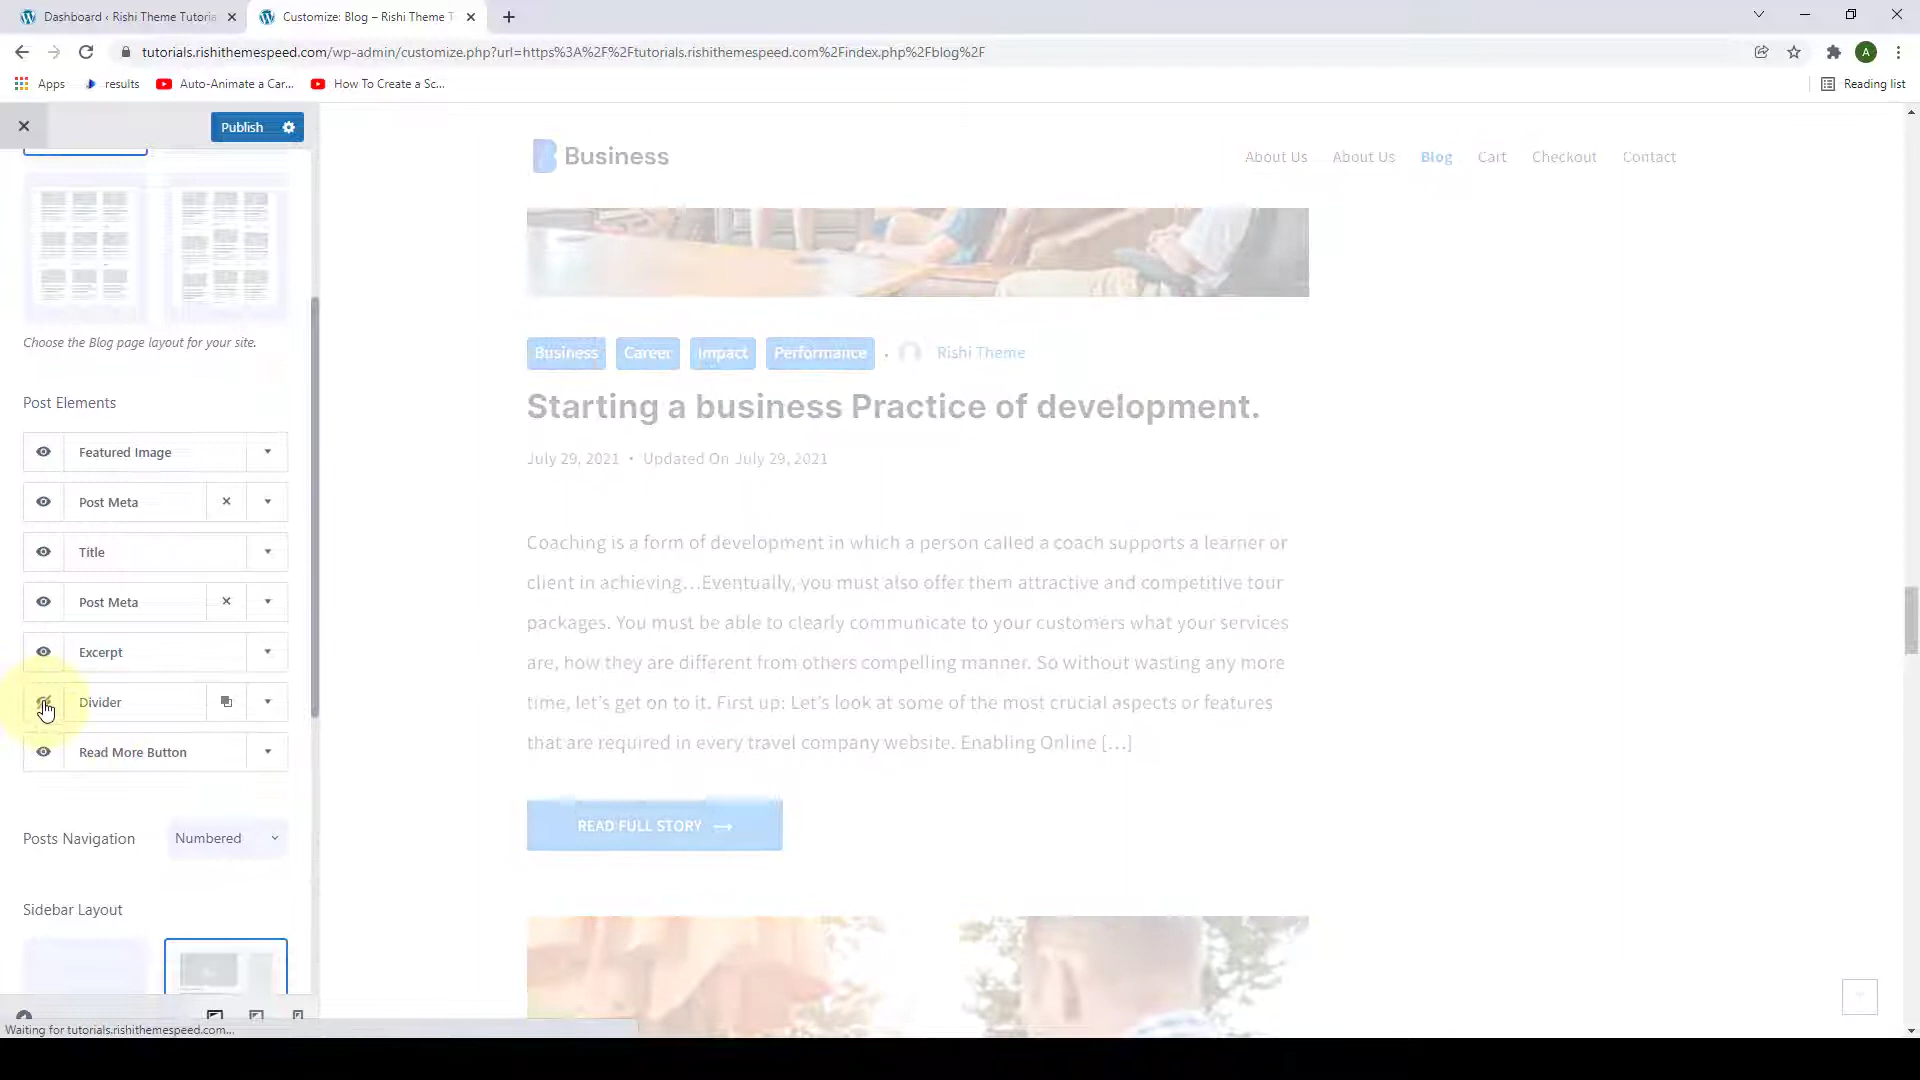 Dashboard ‹ Rishi Theme Tutoria
Customize: Blog – Rishi Theme T
tutorials.rishithemespeed.com/wp-admin/customize.php?url=https%3A%2F%2Ftutorials.rishithemespeed.com%2Findex.php%2Fblog%2F
A
Apps
results
Auto-Animate a Car...
How To Create a Sc...
Reading list
Publish
Choose the Blog page layout for your site.
Post Elements
Featured Image
Post Meta
Title
Post Meta
Excerpt
Divider
Read More Button
Posts Navigation
Numbered
Sidebar Layout
Waiting for tutorials.rishithemespeed.com...
Business
About Us
About Us
Blog
Cart
Checkout
Contact
Business Career Impact Performance · Rishi Theme
Starting a business Practice of development.
July 29, 2021 • Updated On July 29, 2021
Coaching is a form of development in which a person called a coach supports a learner or
client in achieving…Eventually, you must also offer them attractive and competitive tour
packages. You must be able to clearly communicate to your customers what your services
are, how they are different from others compelling manner. So without wasting any more
time, let’s get on to it. First up: Let’s look at some of the most crucial aspects or features
that are required in every travel company website. Enabling Online […]
READ FULL STORY